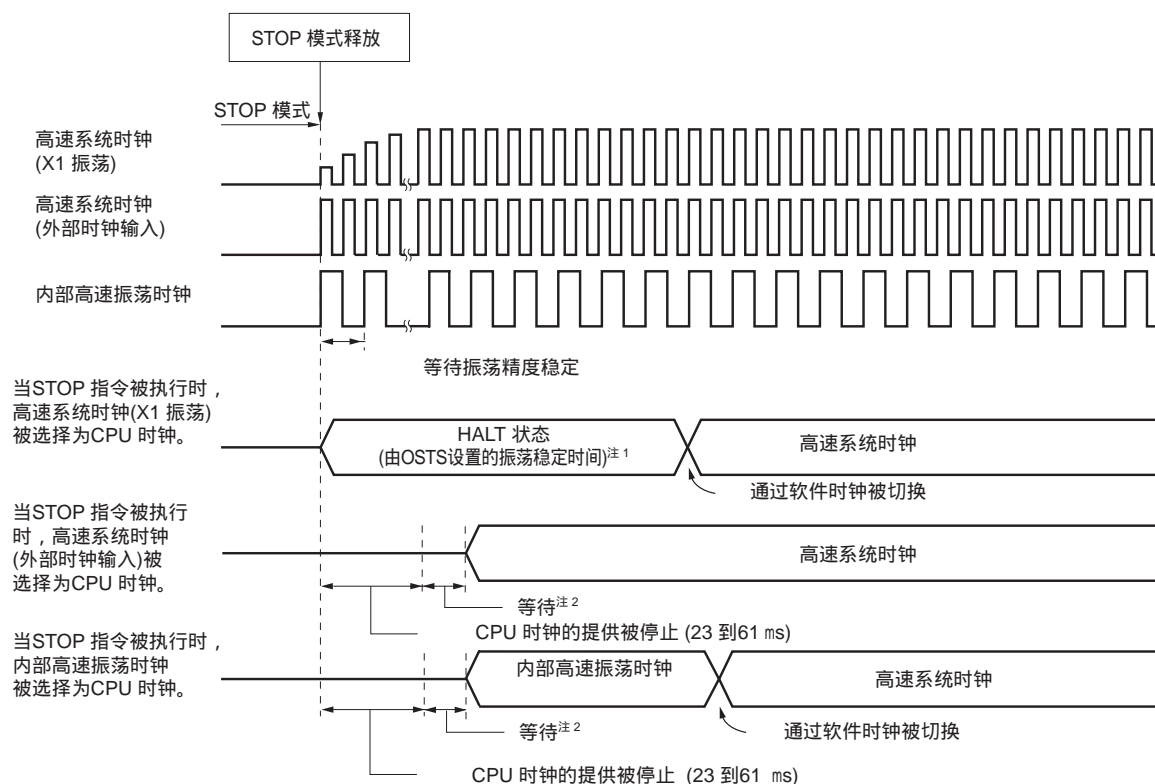 STOP 模式释放
STOP 模式
高速系统时钟
(X1 振荡)
高速系统时钟
(外部时钟输入)
内部高速振荡时钟
等待振荡精度稳定
当STOP 指令被执行时，
高速系统时钟(X1 振荡)
被选择为CPU 时钟。
HALT 状态
(由OSTS设置的振荡稳定时间)注 1
高速系统时钟
通过软件时钟被切换
当STOP 指令被执行
时，高速系统时钟
(外部时钟输入)被
选择为CPU 时钟。
高速系统时钟
等待注 2
CPU 时钟的提供被停止 (23 到61 ms)
当STOP 指令被执行时，
内部高速振荡时钟
被选择为CPU 时钟。
内部高速振荡时钟
高速系统时钟
等待注 2
通过软件时钟被切换
CPU 时钟的提供被停止 (23 到61 ms)